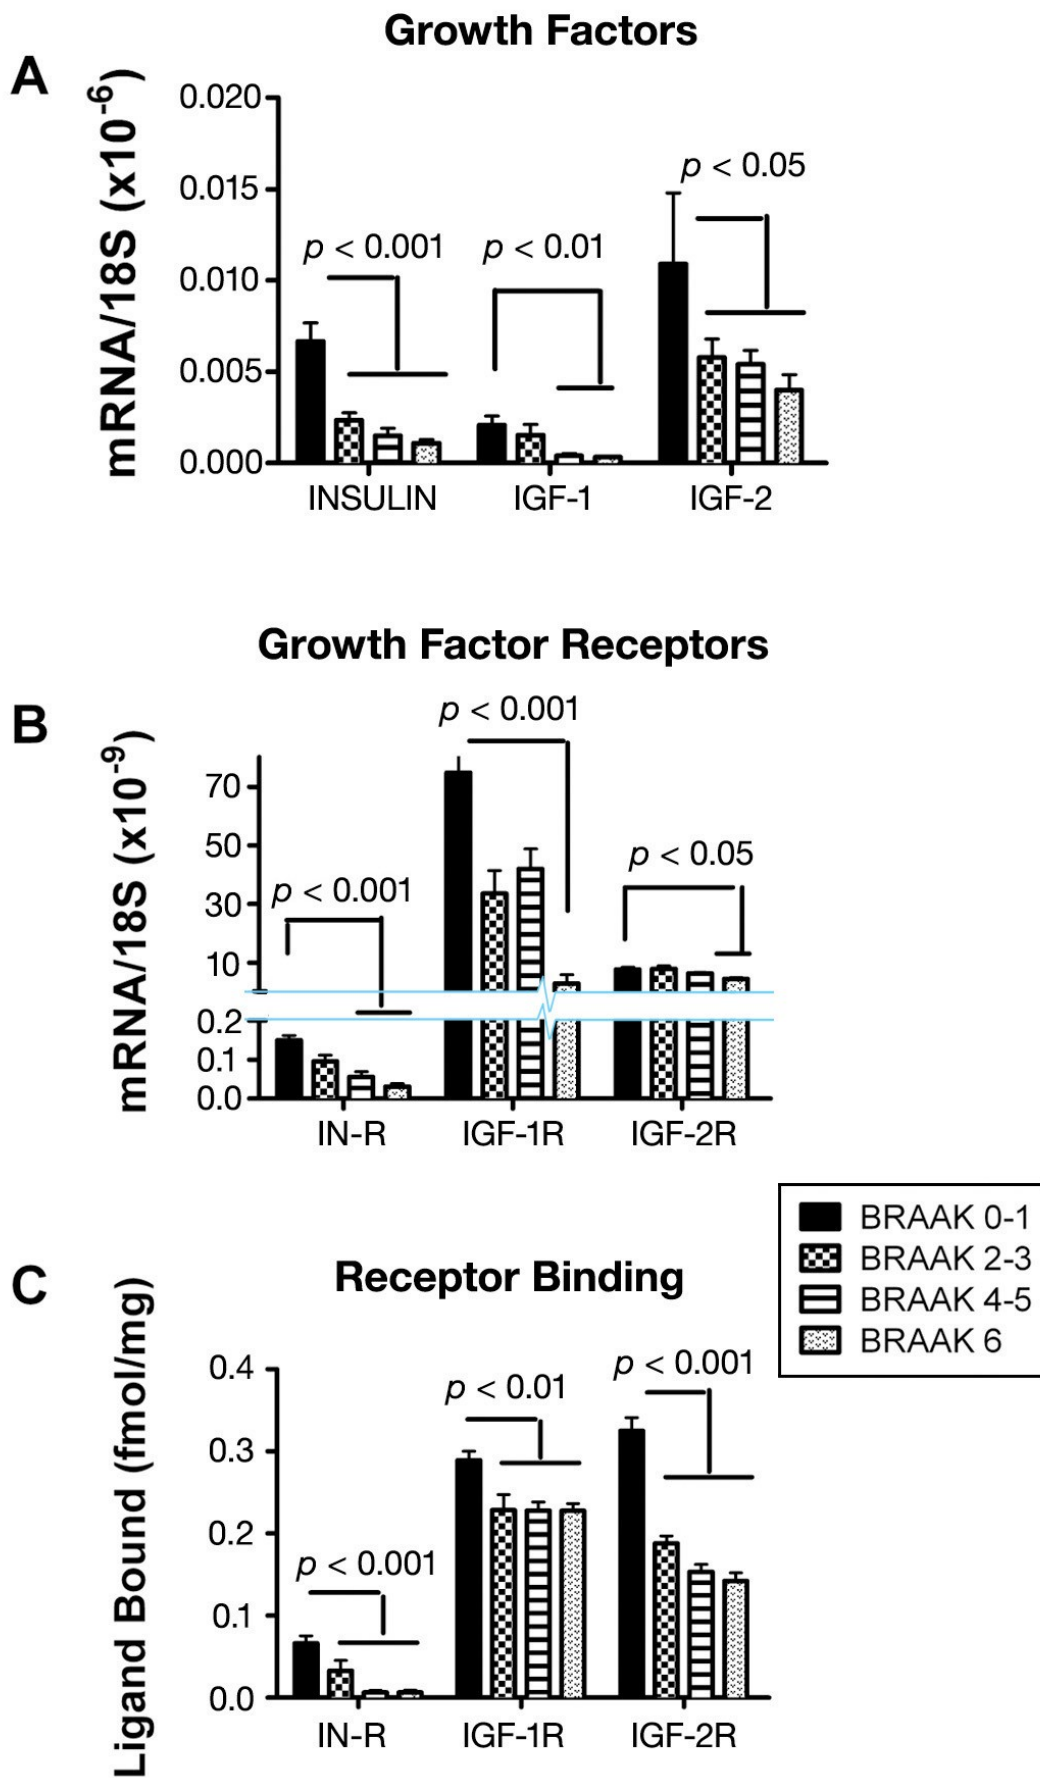 Growth Factors
A
mRNA/18S (x10-6)
0.020
0.015
0.010
0.005
0.000
p < 0.001
p < 0.01
p < 0.05
INSULIN
IGF-1
IGF-2
Growth Factor Receptors
B
mRNA/18S (x10-9)
70
50
30
10
0.2
0.1
0.0
p < 0.001
p < 0.001
p < 0.05
IN-R
IGF-1R
IGF-2R
BRAAK 0-1
BRAAK 2-3
BRAAK 4-5
BRAAK 6
C
Receptor Binding
Ligand Bound (fmol/mg)
0.4
0.3
0.2
0.1
0.0
p < 0.001
p < 0.01
p < 0.001
IN-R
IGF-1R
IGF-2R